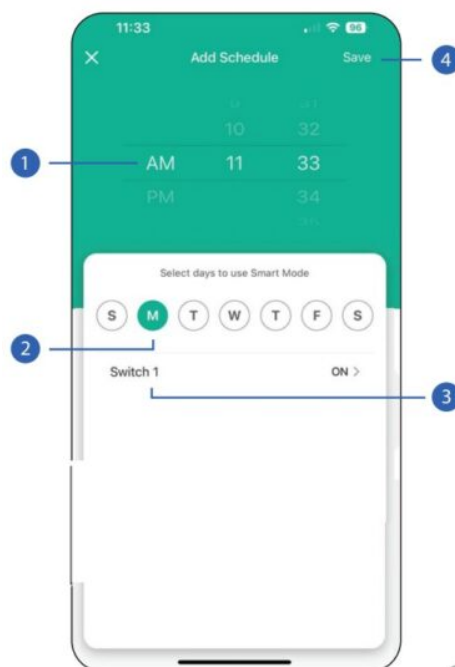 11:33 96
Add Schedule Save 4
10 32
1 AM 11 33
PM 34
Select days to use Smart Mode
S M T W T F S
2
Switch 1 ON >
3